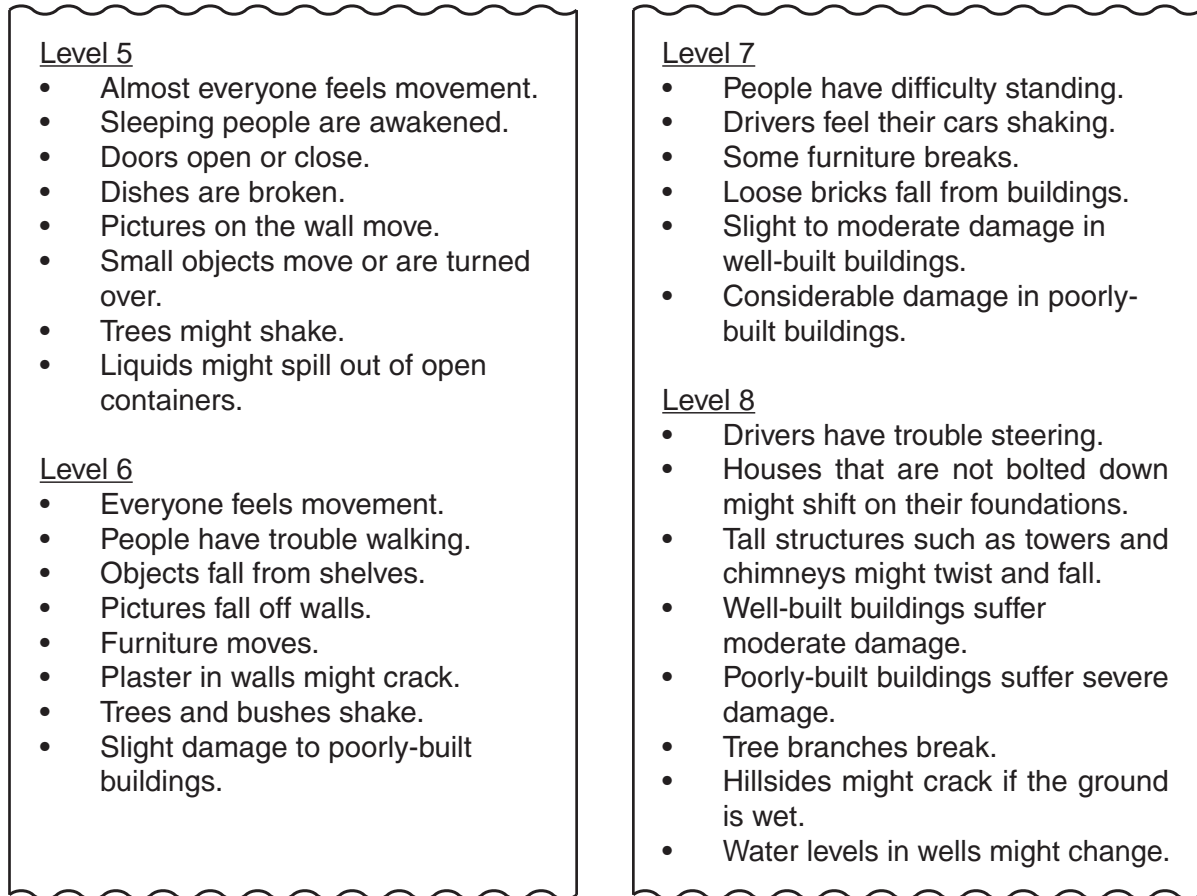 Level 5
• Almost everyone feels movement.
• Sleeping people are awakened.
• Doors open or close.
• Dishes are broken.
• Pictures on the wall move.
• Small objects move or are turned
over.
• Trees might shake.
• Liquids might spill out of open
containers.
Level 6
• Everyone feels movement.
• People have trouble walking.
• Objects fall from shelves.
• Pictures fall off walls.
• Furniture moves.
• Plaster in walls might crack.
• Trees and bushes shake.
• Slight damage to poorly-built
buildings.
Level 7
• People have difficulty standing.
• Drivers feel their cars shaking.
• Some furniture breaks.
• Loose bricks fall from buildings.
• Slight to moderate damage in
well-built buildings.
• Considerable damage in poorly-
built buildings.
Level 8
• Drivers have trouble steering.
• Houses that are not bolted down
might shift on their foundations.
• Tall structures such as towers and
chimneys might twist and fall.
• Well-built buildings suffer
moderate damage.
• Poorly-built buildings suffer severe
damage.
• Tree branches break.
• Hillsides might crack if the ground
is wet.
• Water levels in wells might change.